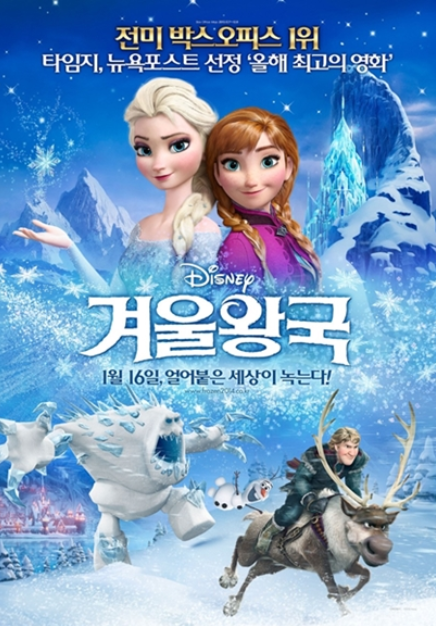 전미 박스오피스 1위
타임지, 뉴욕포스트 선정 '올해 최고의 영화'
DISNEY
겨울왕국
1월 16일, 얼어붙은 세상이 녹는다!